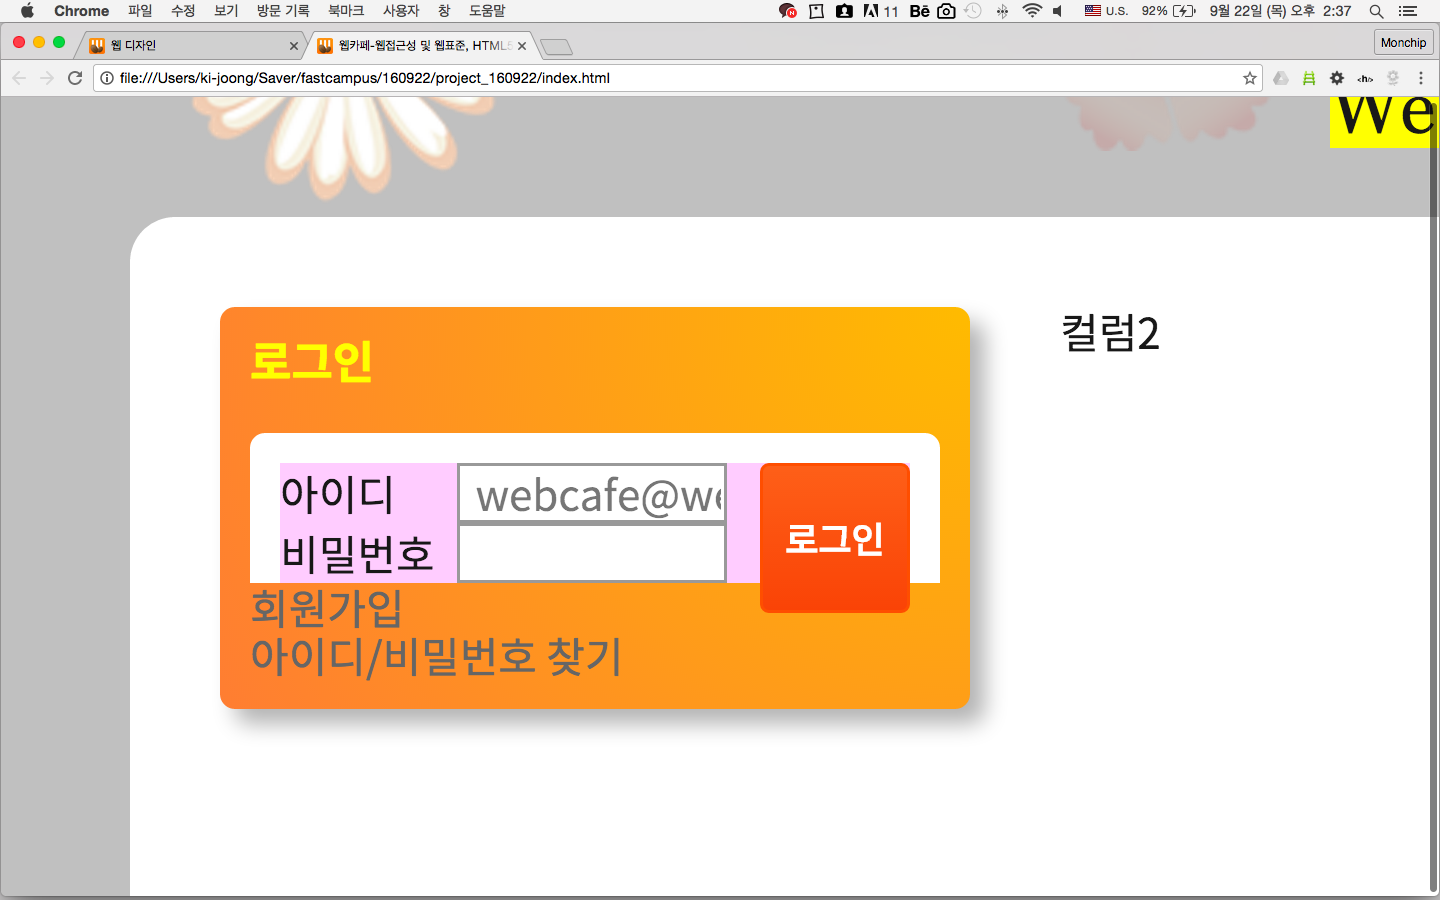 Chrome 파일 수정 보기 방문 기록 북마크 사용자 창 도움말 11 Bē U.S. 92% 9월 22일 (목) 오후 2:37
웹 디자인 웹카페-웹접근성 및 웹표준, HTML5 Monchip
file:///Users/ki-joong/Saver/fastcampus/160922/project_160922/index.html
We
컬럼2
로그인
아이디 webcafe@we
비밀번호
로그인
회원가입
아이디/비밀번호 찾기